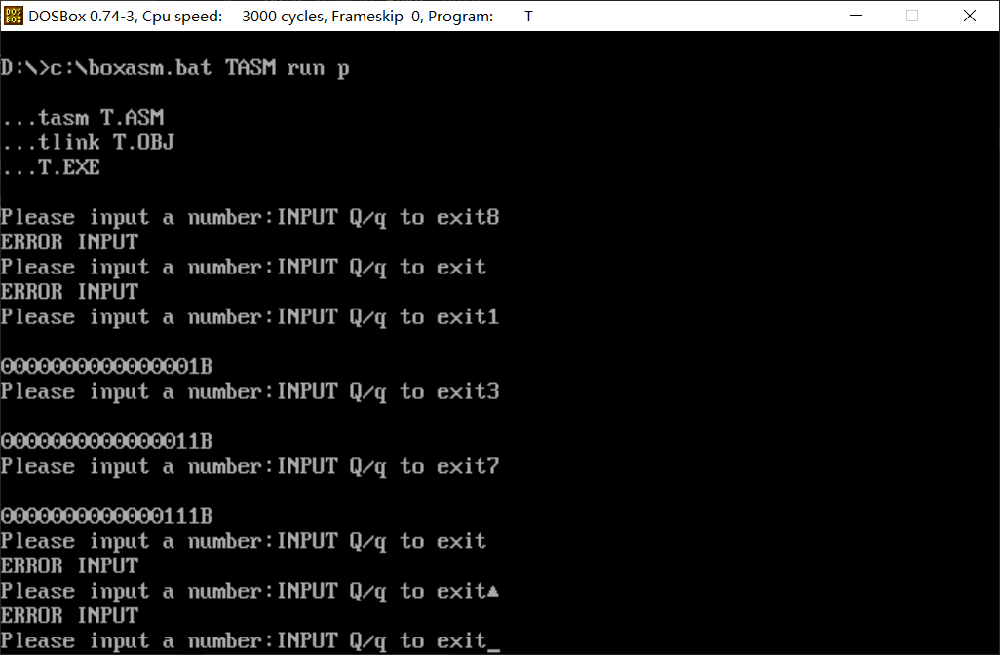 DOSBox 0.74-3, Cpu speed: 3000 cycles, Frameskip 0, Program: T
D:\>c:\boxasm.bat TASM run p
...tasm T.ASM
...tlink T.OBJ
...T.EXE
Please input a number:INPUT Q/q to exit8
ERROR INPUT
Please input a number:INPUT Q/q to exit
ERROR INPUT
Please input a number:INPUT Q/q to exit1
0000000000000001B
Please input a number:INPUT Q/q to exit3
0000000000000011B
Please input a number:INPUT Q/q to exit7
0000000000000111B
Please input a number:INPUT Q/q to exit
ERROR INPUT
Please input a number:INPUT Q/q to exit▲
ERROR INPUT
Please input a number:INPUT Q/q to exit_